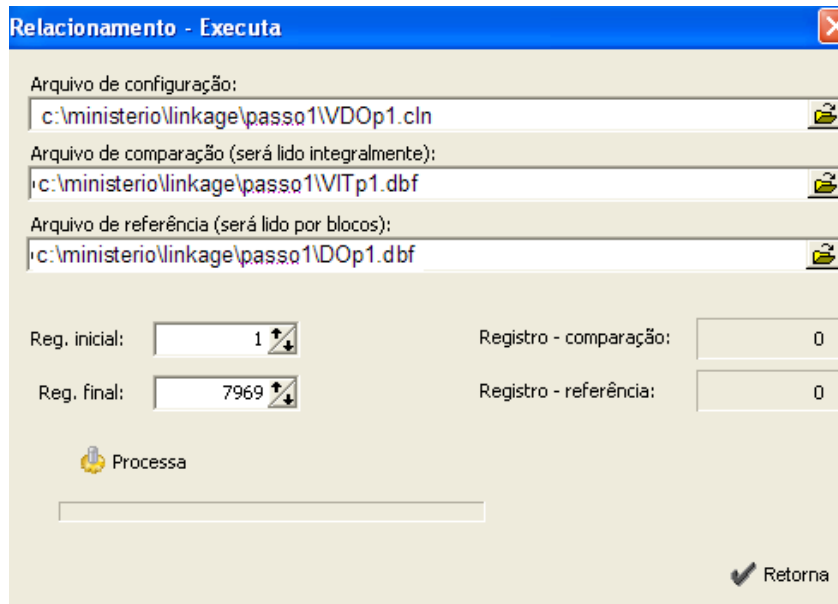 Relacionamento - Executa
Arquivo de configuração:
c:\ministerio\linkage\passo1\VDOp1.cln
Arquivo de comparação (será lido integralmente):
c:\ministerio\linkage\passo1\VITp1.dbf
Arquivo de referência (será lido por blocos):
c:\ministerio\linkage\passo1\DOp1.dbf
Reg. inicial: 1 Registro - comparação: 0
Reg. final: 7969 Registro - referência: 0
Processa
Retorna